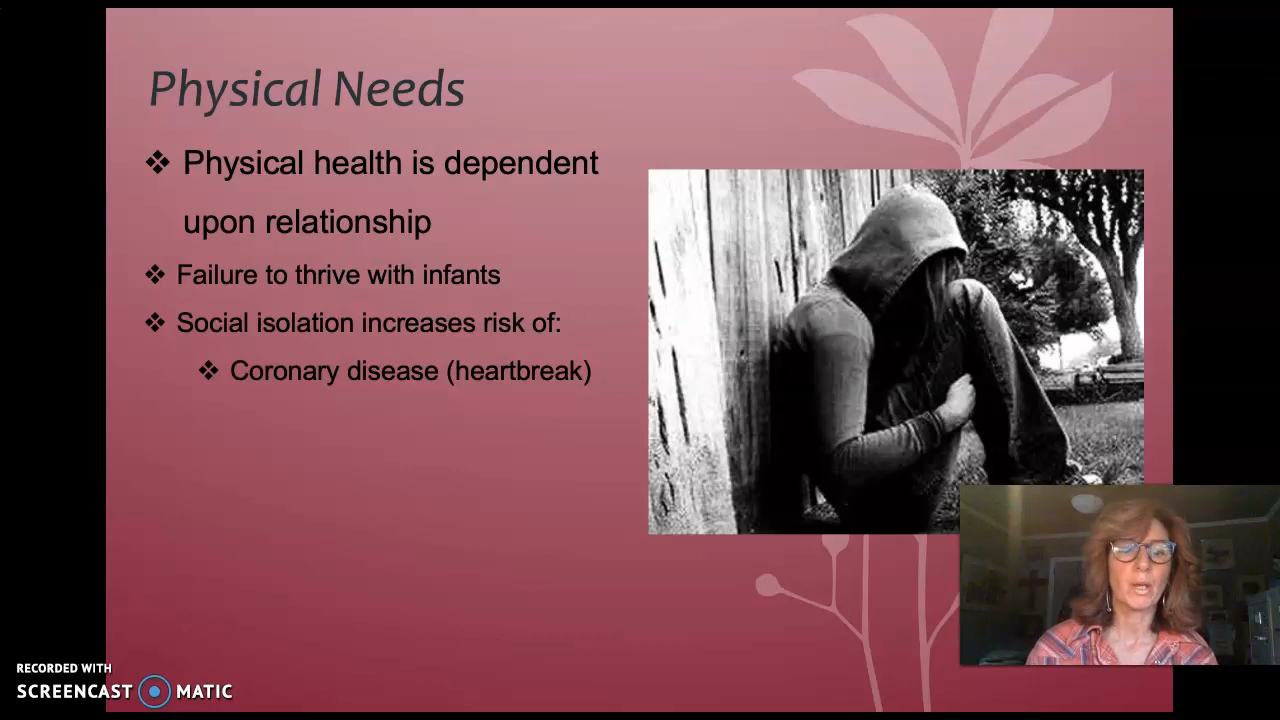 Physical Needs
❖ Physical health is dependent
upon relationship
❖ Failure to thrive with infants
❖ Social isolation increases risk of:
❖ Coronary disease (heartbreak)
RECORDED WITH
SCREENCAST MATIC